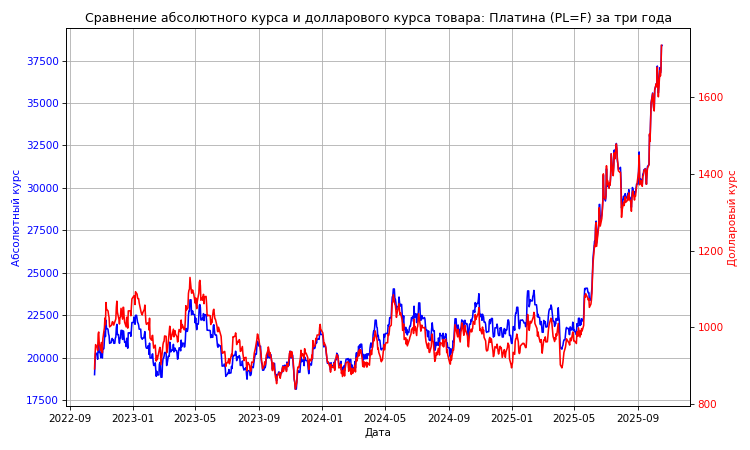 Сравнение абсолютного курса и долларового курса товара: Платина (PL=F) за три года
Абсолютный курс
37500
35000
32500
30000
27500
25000
22500
20000
17500
1600
1400
1200
1000
800
Долларовый курс
2022-09 2023-01 2023-05 2023-09 2024-01 2024-05 2024-09 2025-01 2025-05 2025-09
Дата